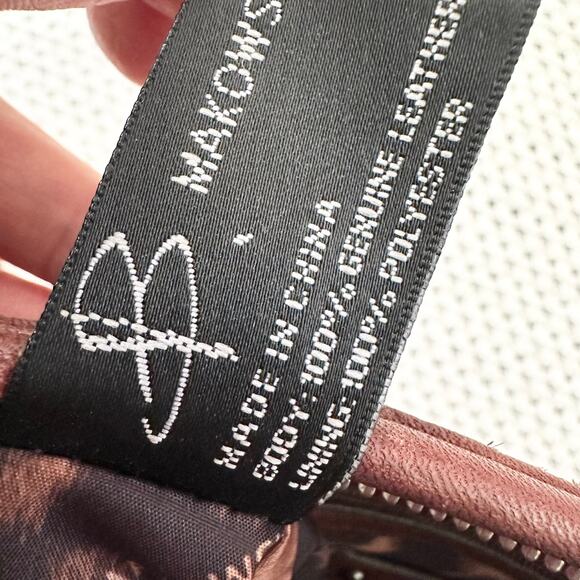 B. MAKOWS
MADE IN CHINA
BODY: 100% GENUINE LEATHER
LINING: 100% POLYESTER